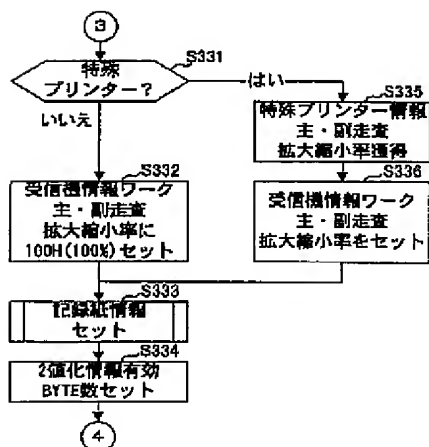 3
S331
特殊
プリンター？
はい
いいえ
S335
特殊プリンター情報
主・副走査
拡大縮小率獲得
S332
受信機情報ワーク
主・副走査
拡大縮小率に
100H(100%)セット
S336
受信機情報ワーク
主・副走査
拡大縮小率をセット
S333
記録紙情報
セット
S334
2値化情報有効
BYTE数セット
4